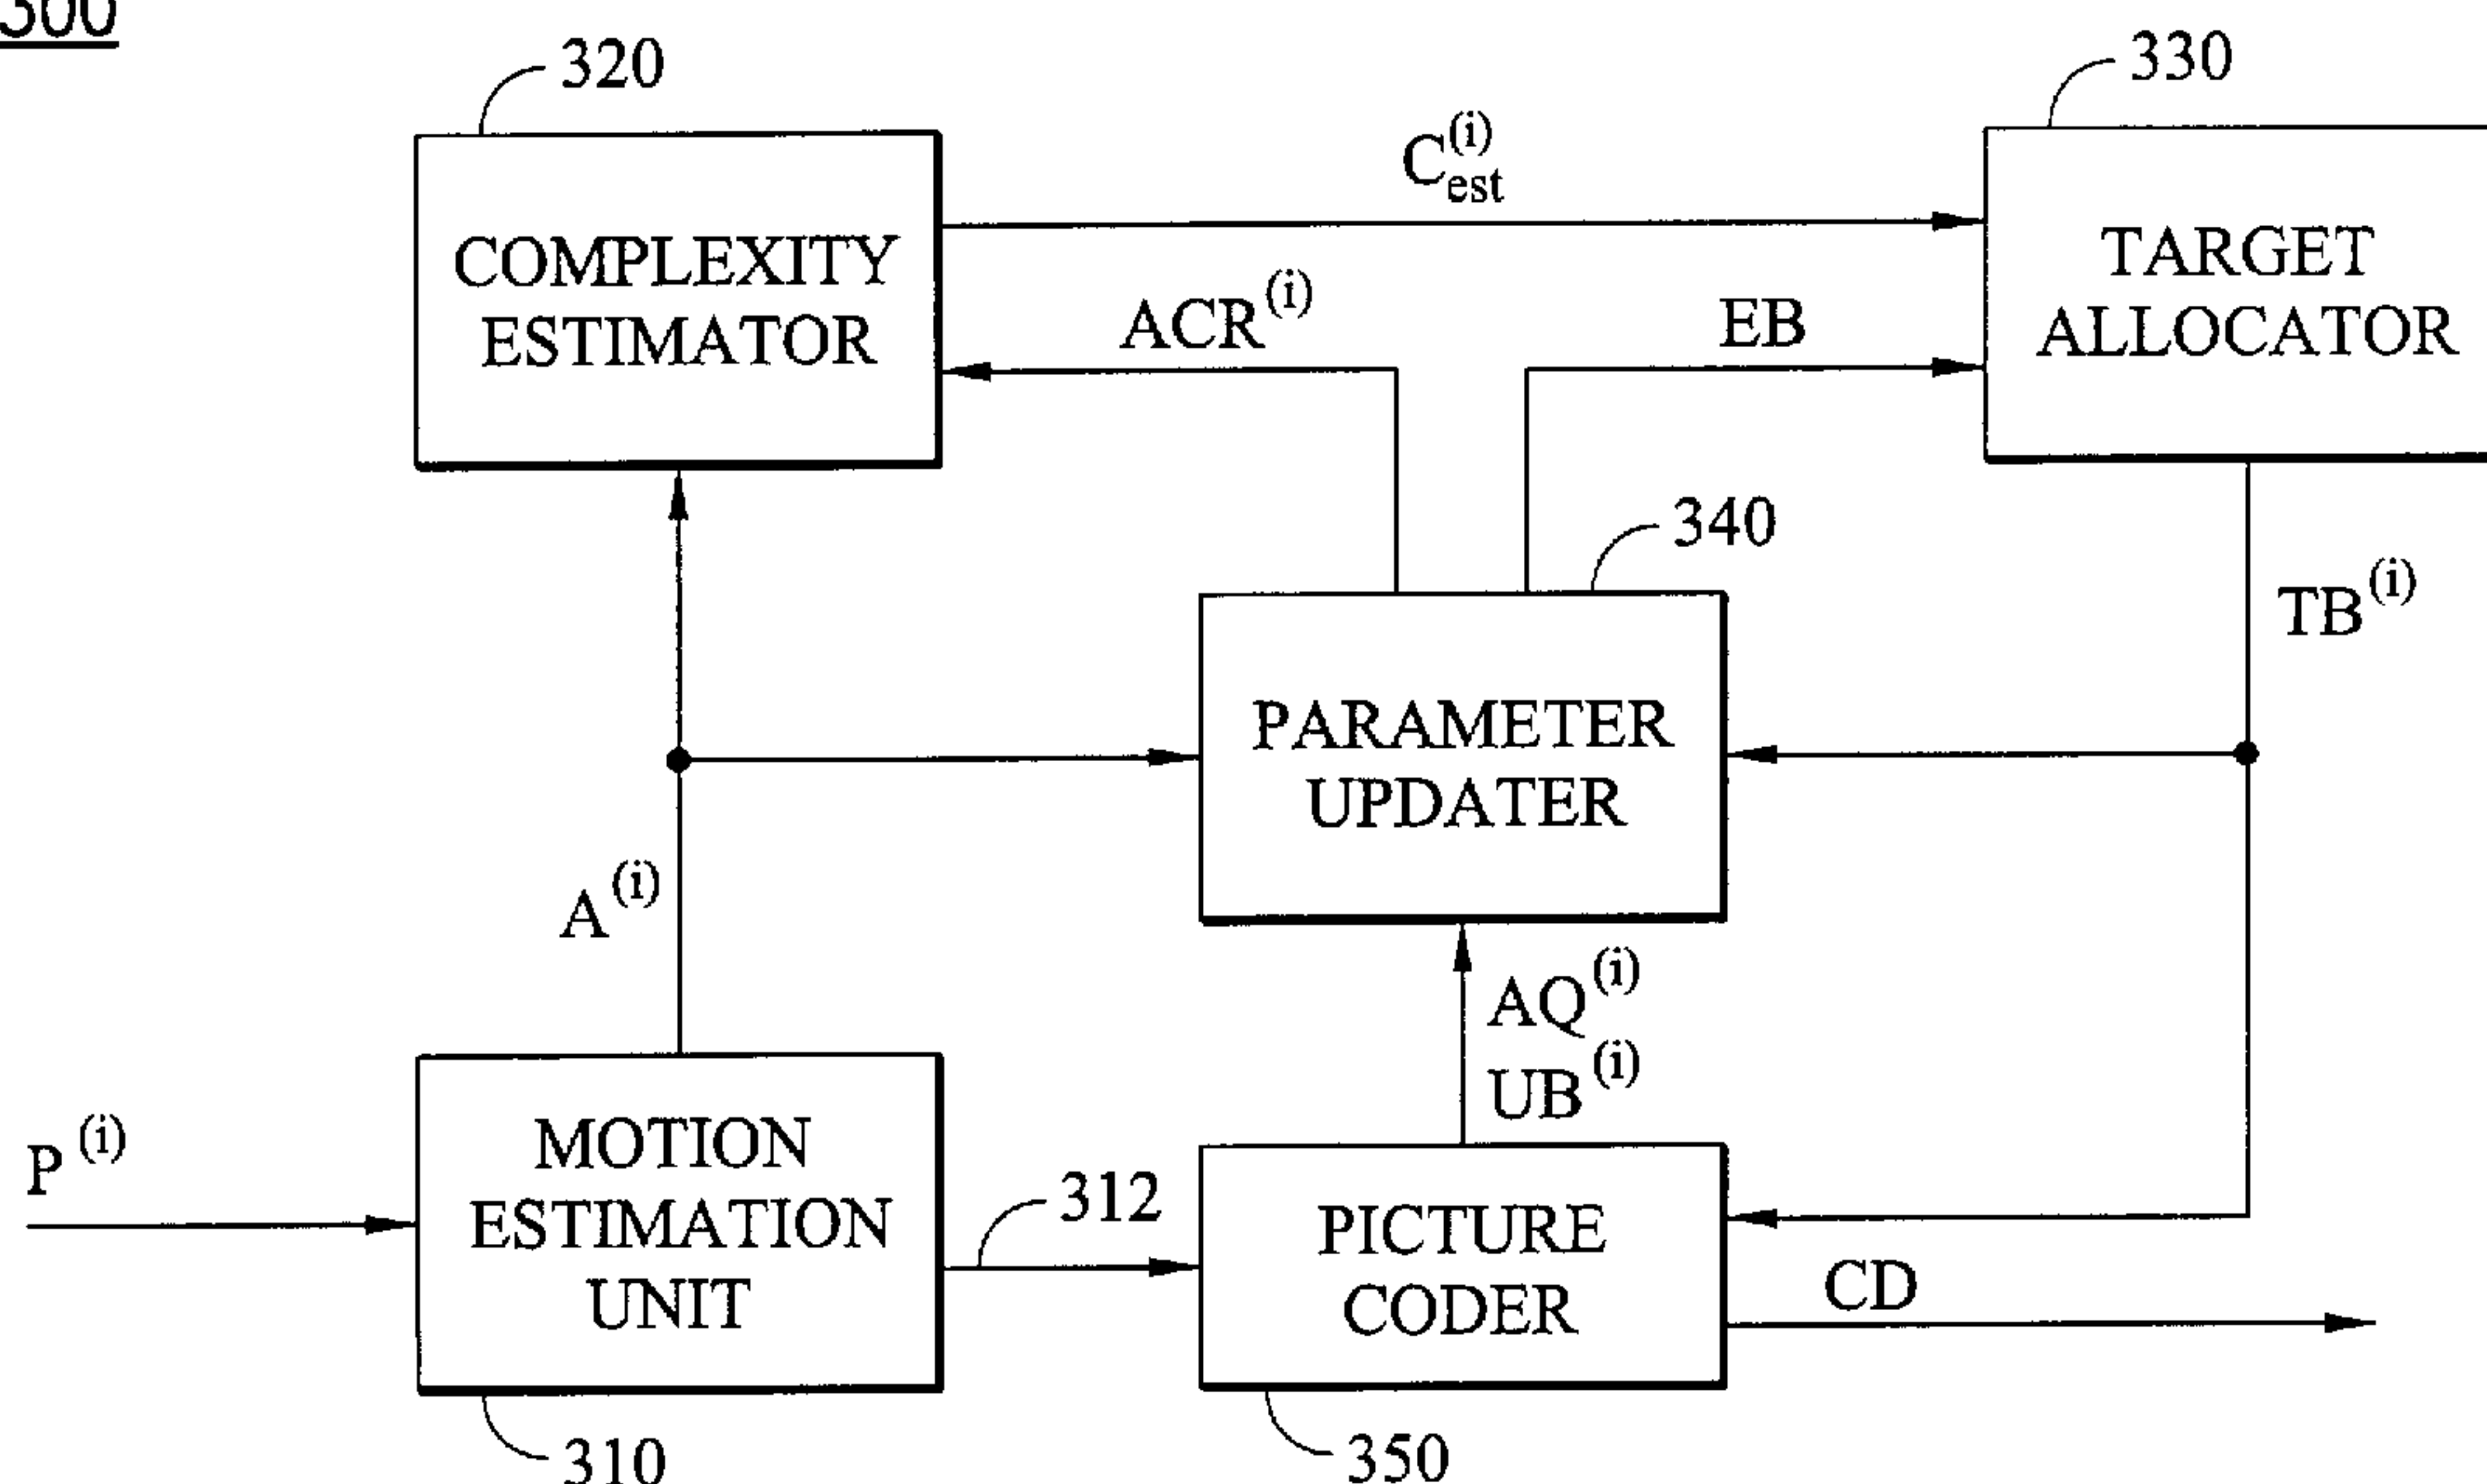 300
320
330
C_est^(i)
COMPLEXITY
ESTIMATOR
TARGET
ALLOCATOR
ACR^(i)
EB
340
TB^(i)
PARAMETER
UPDATER
A^(i)
AQ^(i)
UB^(i)
P^(i)
MOTION
ESTIMATION
UNIT
312
PICTURE
CODER
CD
310
350